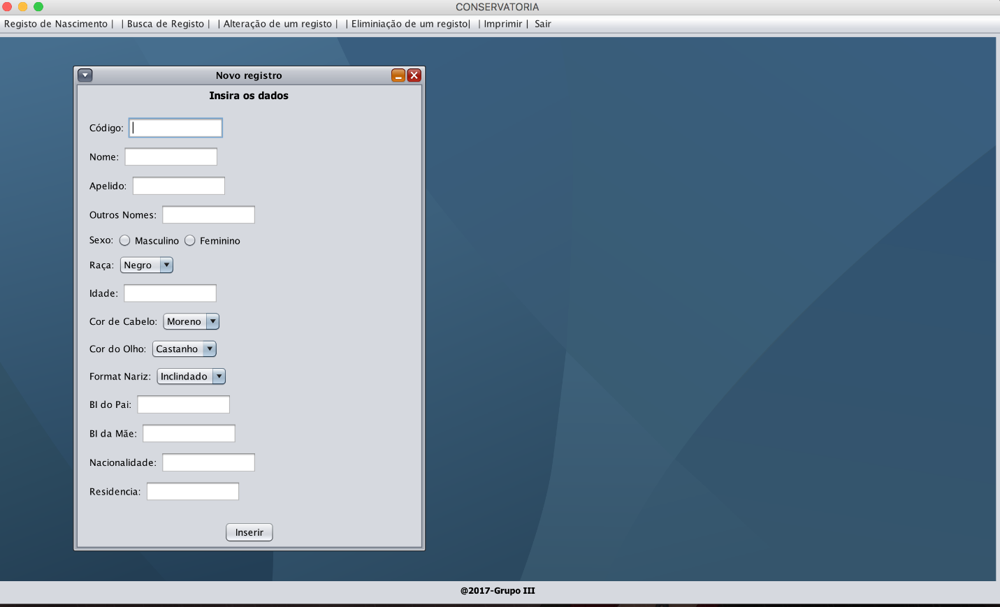 CONSERVATORIA
Registo de Nascimento | | Busca de Registo | | Alteração de um registo | | Eliminiação de um registo| | Imprimir | Sair
Novo registro
Insira os dados
Código:
Nome:
Apelido:
Outros Nomes:
Sexo: Masculino Feminino
Raça: Negro
Idade:
Cor de Cabelo: Moreno
Cor do Olho: Castanho
Format Nariz: Inclindado
BI do Pai:
BI da Mãe:
Nacionalidade:
Residencia:
Inserir
@2017-Grupo III